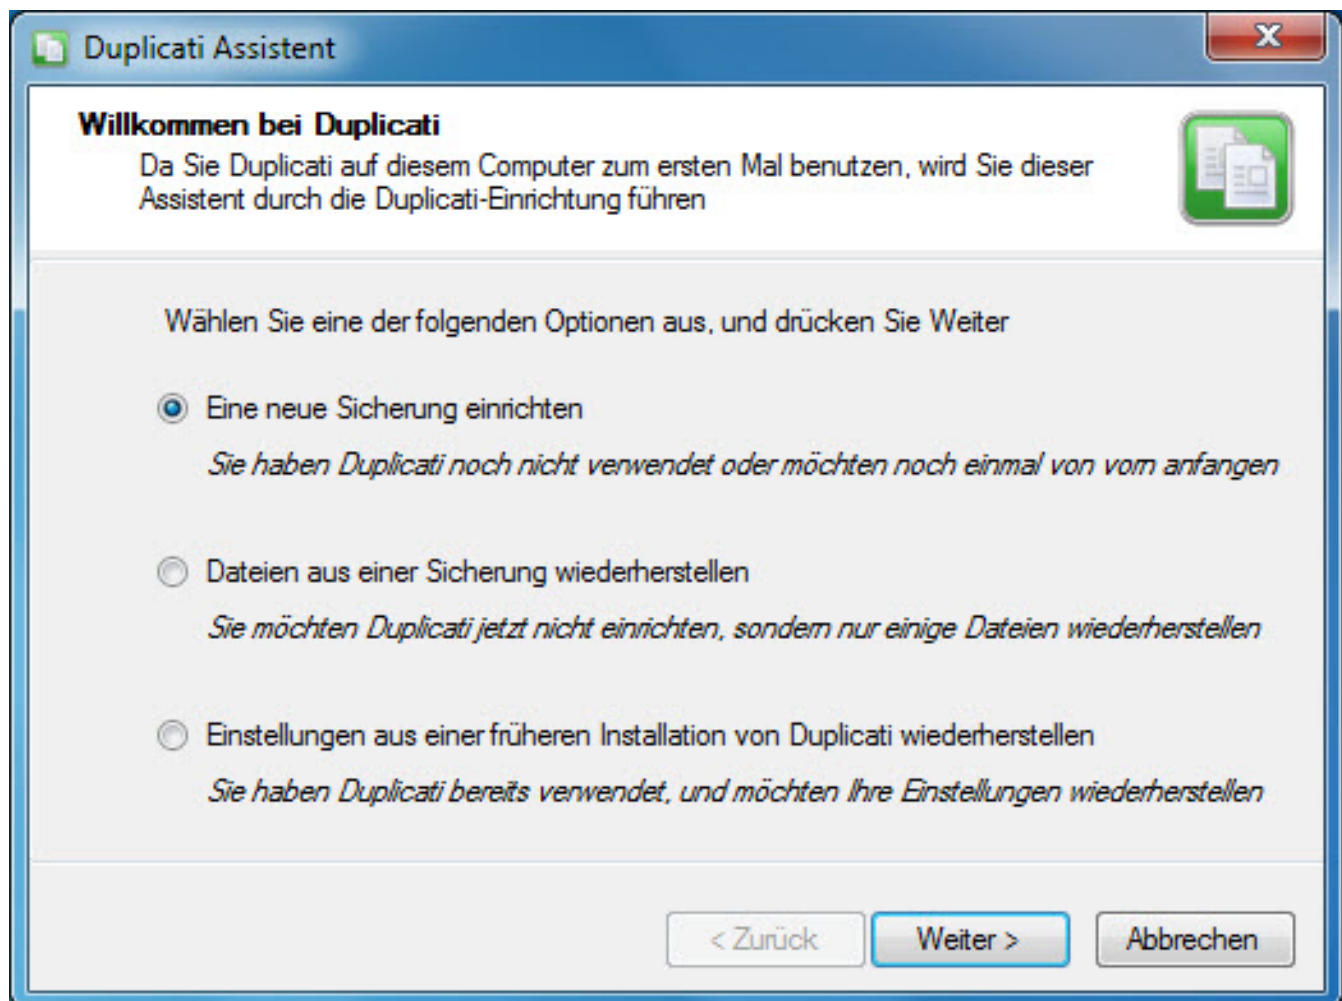 Duplicati Assistent
Willkommen bei Duplicati
Da Sie Duplicati auf diesem Computer zum ersten Mal benutzen, wird Sie dieser
Assistent durch die Duplicati-Einrichtung führen
Wählen Sie eine der folgenden Optionen aus, und drücken Sie Weiter
Eine neue Sicherung einrichten
Sie haben Duplicati noch nicht verwendet oder möchten noch einmal von vorn anfangen
Dateien aus einer Sicherung wiederherstellen
Sie möchten Duplicati jetzt nicht einrichten, sondern nur einige Dateien wiederherstellen
Einstellungen aus einer früheren Installation von Duplicati wiederherstellen
Sie haben Duplicati bereits verwendet, und möchten Ihre Einstellungen wiederherstellen
< Zurück Weiter > Abbrechen